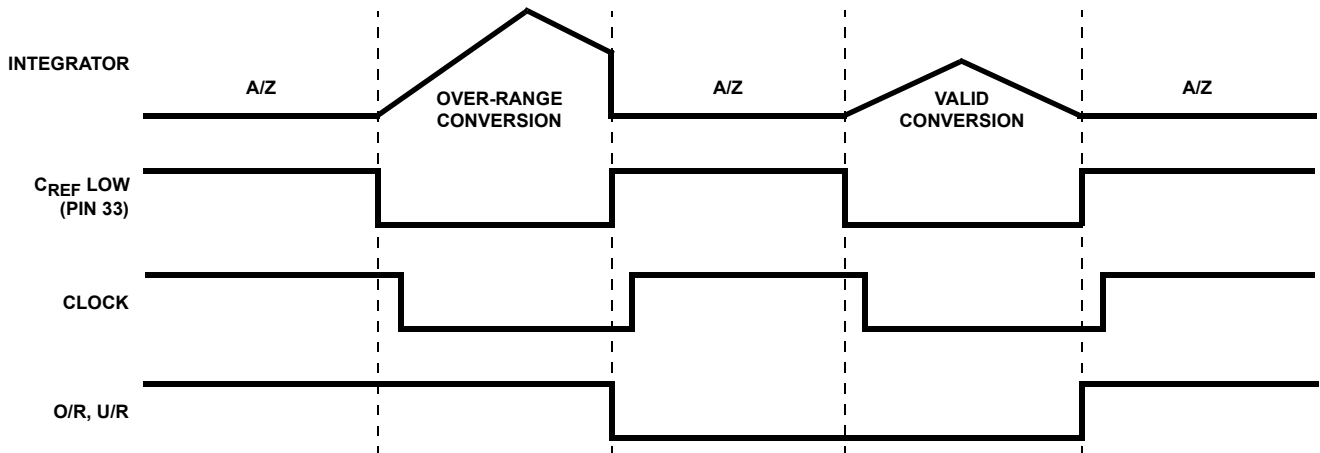 INTEGRATOR
A/Z
OVER-RANGE
CONVERSION
A/Z
VALID
CONVERSION
A/Z
CREF LOW
(PIN 33)
CLOCK
O/R, U/R